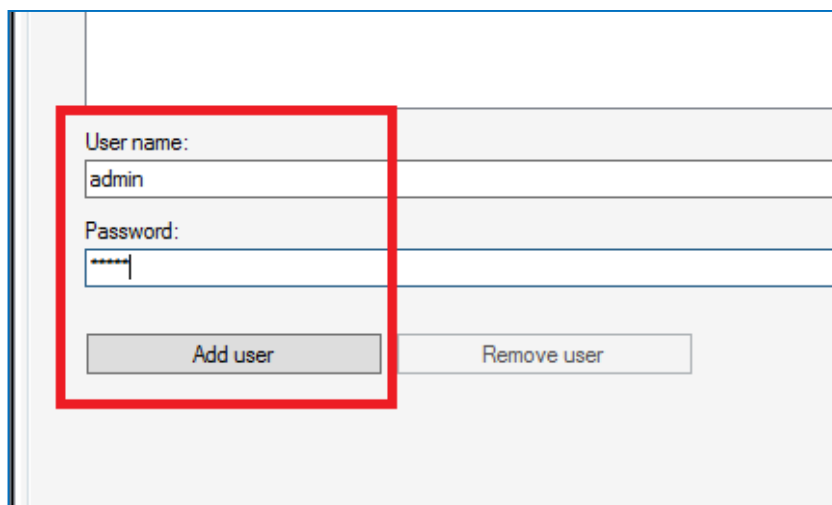 User name:
admin
Password:
*****
Add user
Remove user